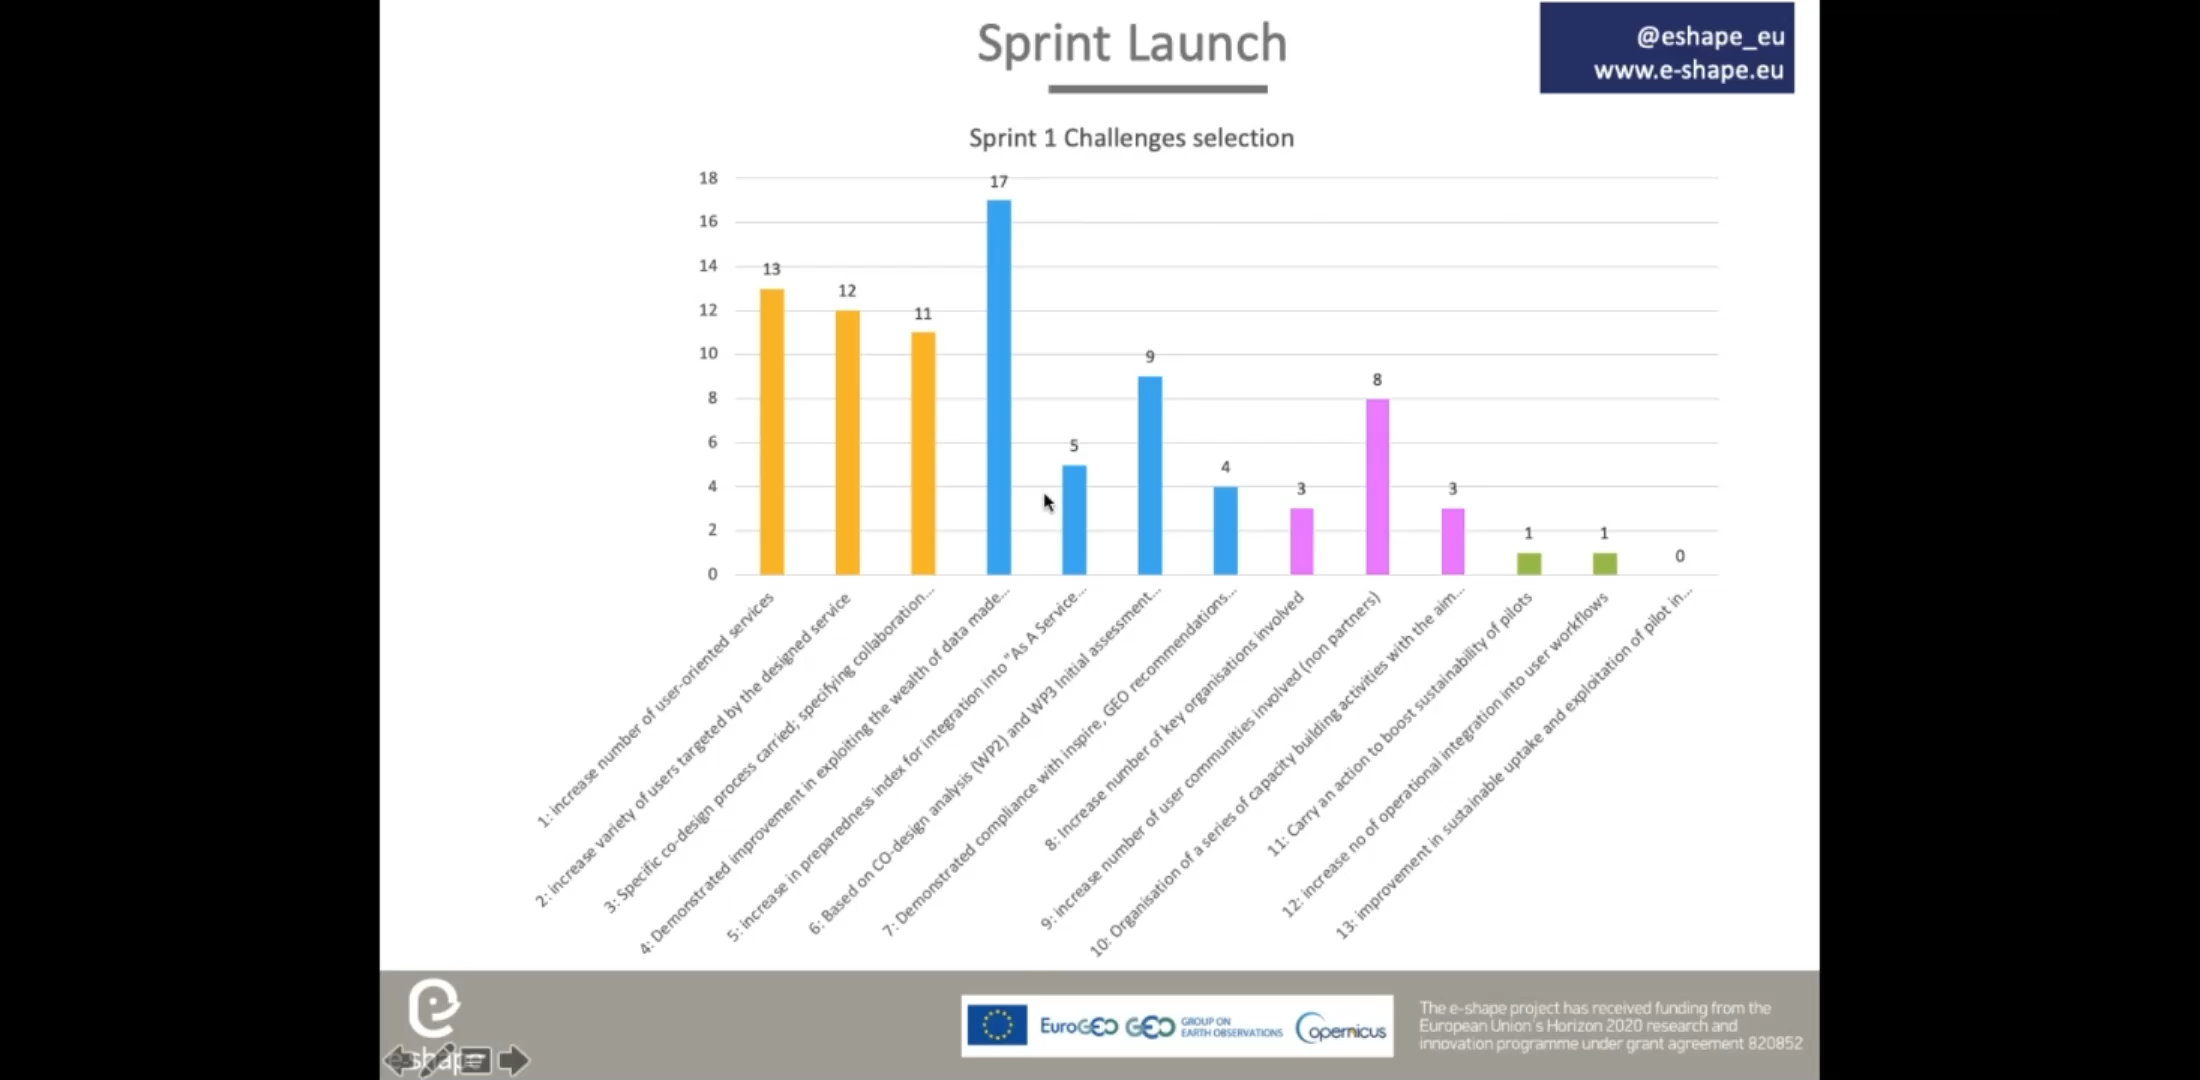 Sprint Launch
@eshape_eu
www.e-shape.eu
Sprint 1 Challenges selection
18
16
14
12
10
8
6
4
2
0
13
12
11
17
5
9
4
3
8
3
1
1
0
1: increase number of user-oriented services
2: increase variety of users targeted by the designed service
3: Specific co-design process carried; specifying collaboration...
4: Demonstrated improvement in exploiting the wealth of data made...
5: increase in preparedness index for integration into "As A Service...
6: Based on CO-design analysis (WP2) and WP3 Initial assessment...
7: Demonstrated compliance with inspire, GEO recommendations...
8: Increase number of key organisations involved
9: increase number of user communities involved (non partners)
10: Organisation of a series of capacity building activities with the aim...
11: Carry an action to boost sustainability of pilots
12: increase no of operational integration into user workflows
13: improvement in sustainable uptake and exploitation of pilot in...
e
shape
EuroGEO
GEO
GROUP ON
EARTH OBSERVATIONS
Copernicus
The e-shape project has received funding from the
European Union's Horizon 2020 research and
innovation programme under grant agreement 820852